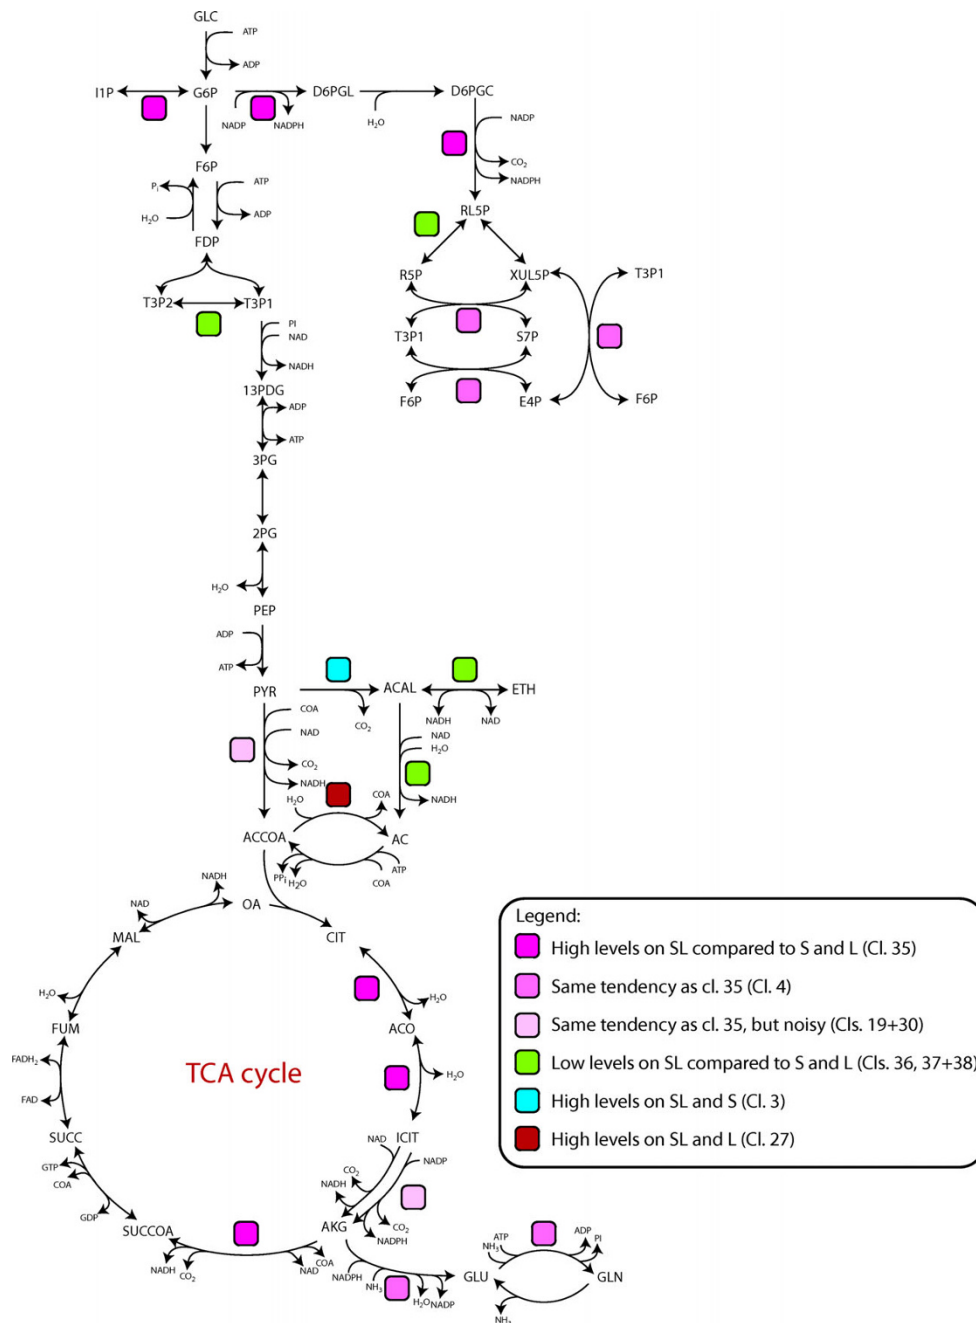 GLC
ATP
ADP
I1P
G6P
D6PGL
D6PGC
NADP
NADPH
H2O
NADP
CO2
NADPH
F6P
Pi
ATP
H2O
ADP
RL5P
FDP
R5P
XUL5P
T3P1
T3P2
T3P1
PI
NAD
NADH
T3P1
S7P
13PDG
ADP
ATP
F6P
E4P
F6P
3PG
2PG
H2O
PEP
ADP
ATP
PYR
ACAL
ETH
COA
NAD
CO2
NADH
CO2
NADH
NAD
NAD
H2O
NADH
H2O
COA
ACCOA
AC
PPi
H2O
COA
ATP
NADH
NAD
OA
MAL
CIT
H2O
H2O
FUM
ACO
FADH2
FAD
TCA cycle
H2O
SUCC
ICIT
GTP
COA
GDP
NAD
NADP
CO2
NADH
CO2
NADPH
SUCCOA
AKG
NADH
CO2
NAD
COA
NADPH
NH3
H2O
NADP
GLU
GLN
ATP
NH3
ADP
PI
NH3
Legend:
High levels on SL compared to S and L (Cl. 35)
Same tendency as cl. 35 (Cl. 4)
Same tendency as cl. 35, but noisy (Cls. 19+30)
Low levels on SL compared to S and L (Cls. 36, 37+38)
High levels on SL and S (Cl. 3)
High levels on SL and L (Cl. 27)